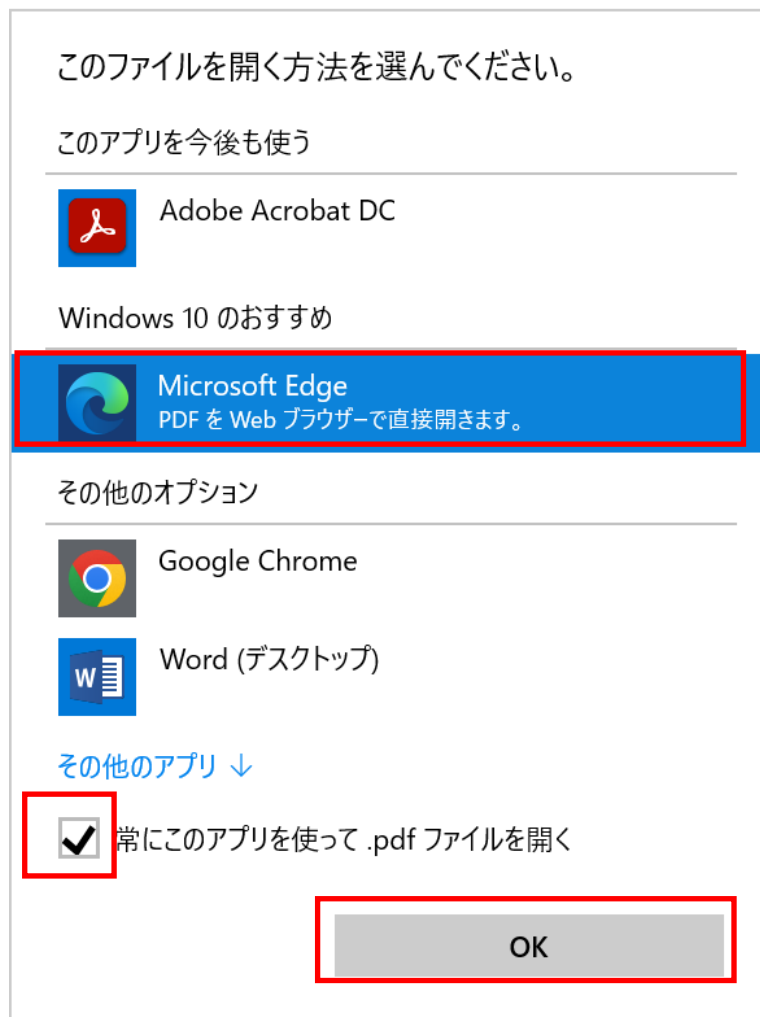 このファイルを開く方法を選んでください。
このアプリを今後も使う
Adobe Acrobat DC
Windows 10 のおすすめ
Microsoft Edge
PDF を Web ブラウザーで直接開きます。
その他のオプション
Google Chrome
W
Word (デスクトップ)
その他のアプリ ↓
常にこのアプリを使って .pdf ファイルを開く
OK